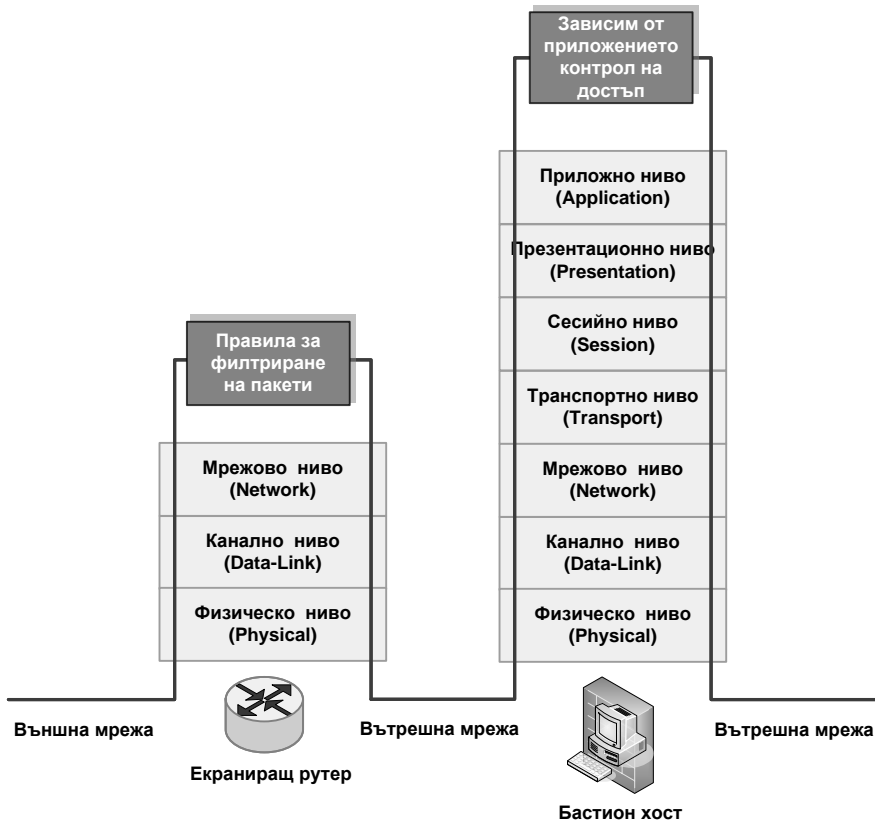 Зависим от
приложението
контрол на
достъп
Приложно ниво
(Application)
Презентационно ниво
(Presentation)
Сесийно ниво
(Session)
Транспортно ниво
(Transport)
Мрежово ниво
(Network)
Канално ниво
(Data-Link)
Физическо ниво
(Physical)
Правила за
филтриране
на пакети
Мрежово ниво
(Network)
Канално ниво
(Data-Link)
Физическо ниво
(Physical)
Външна мрежа
Вътрешна мрежа
Вътрешна мрежа
Екраниращ рутер
Бастион хост